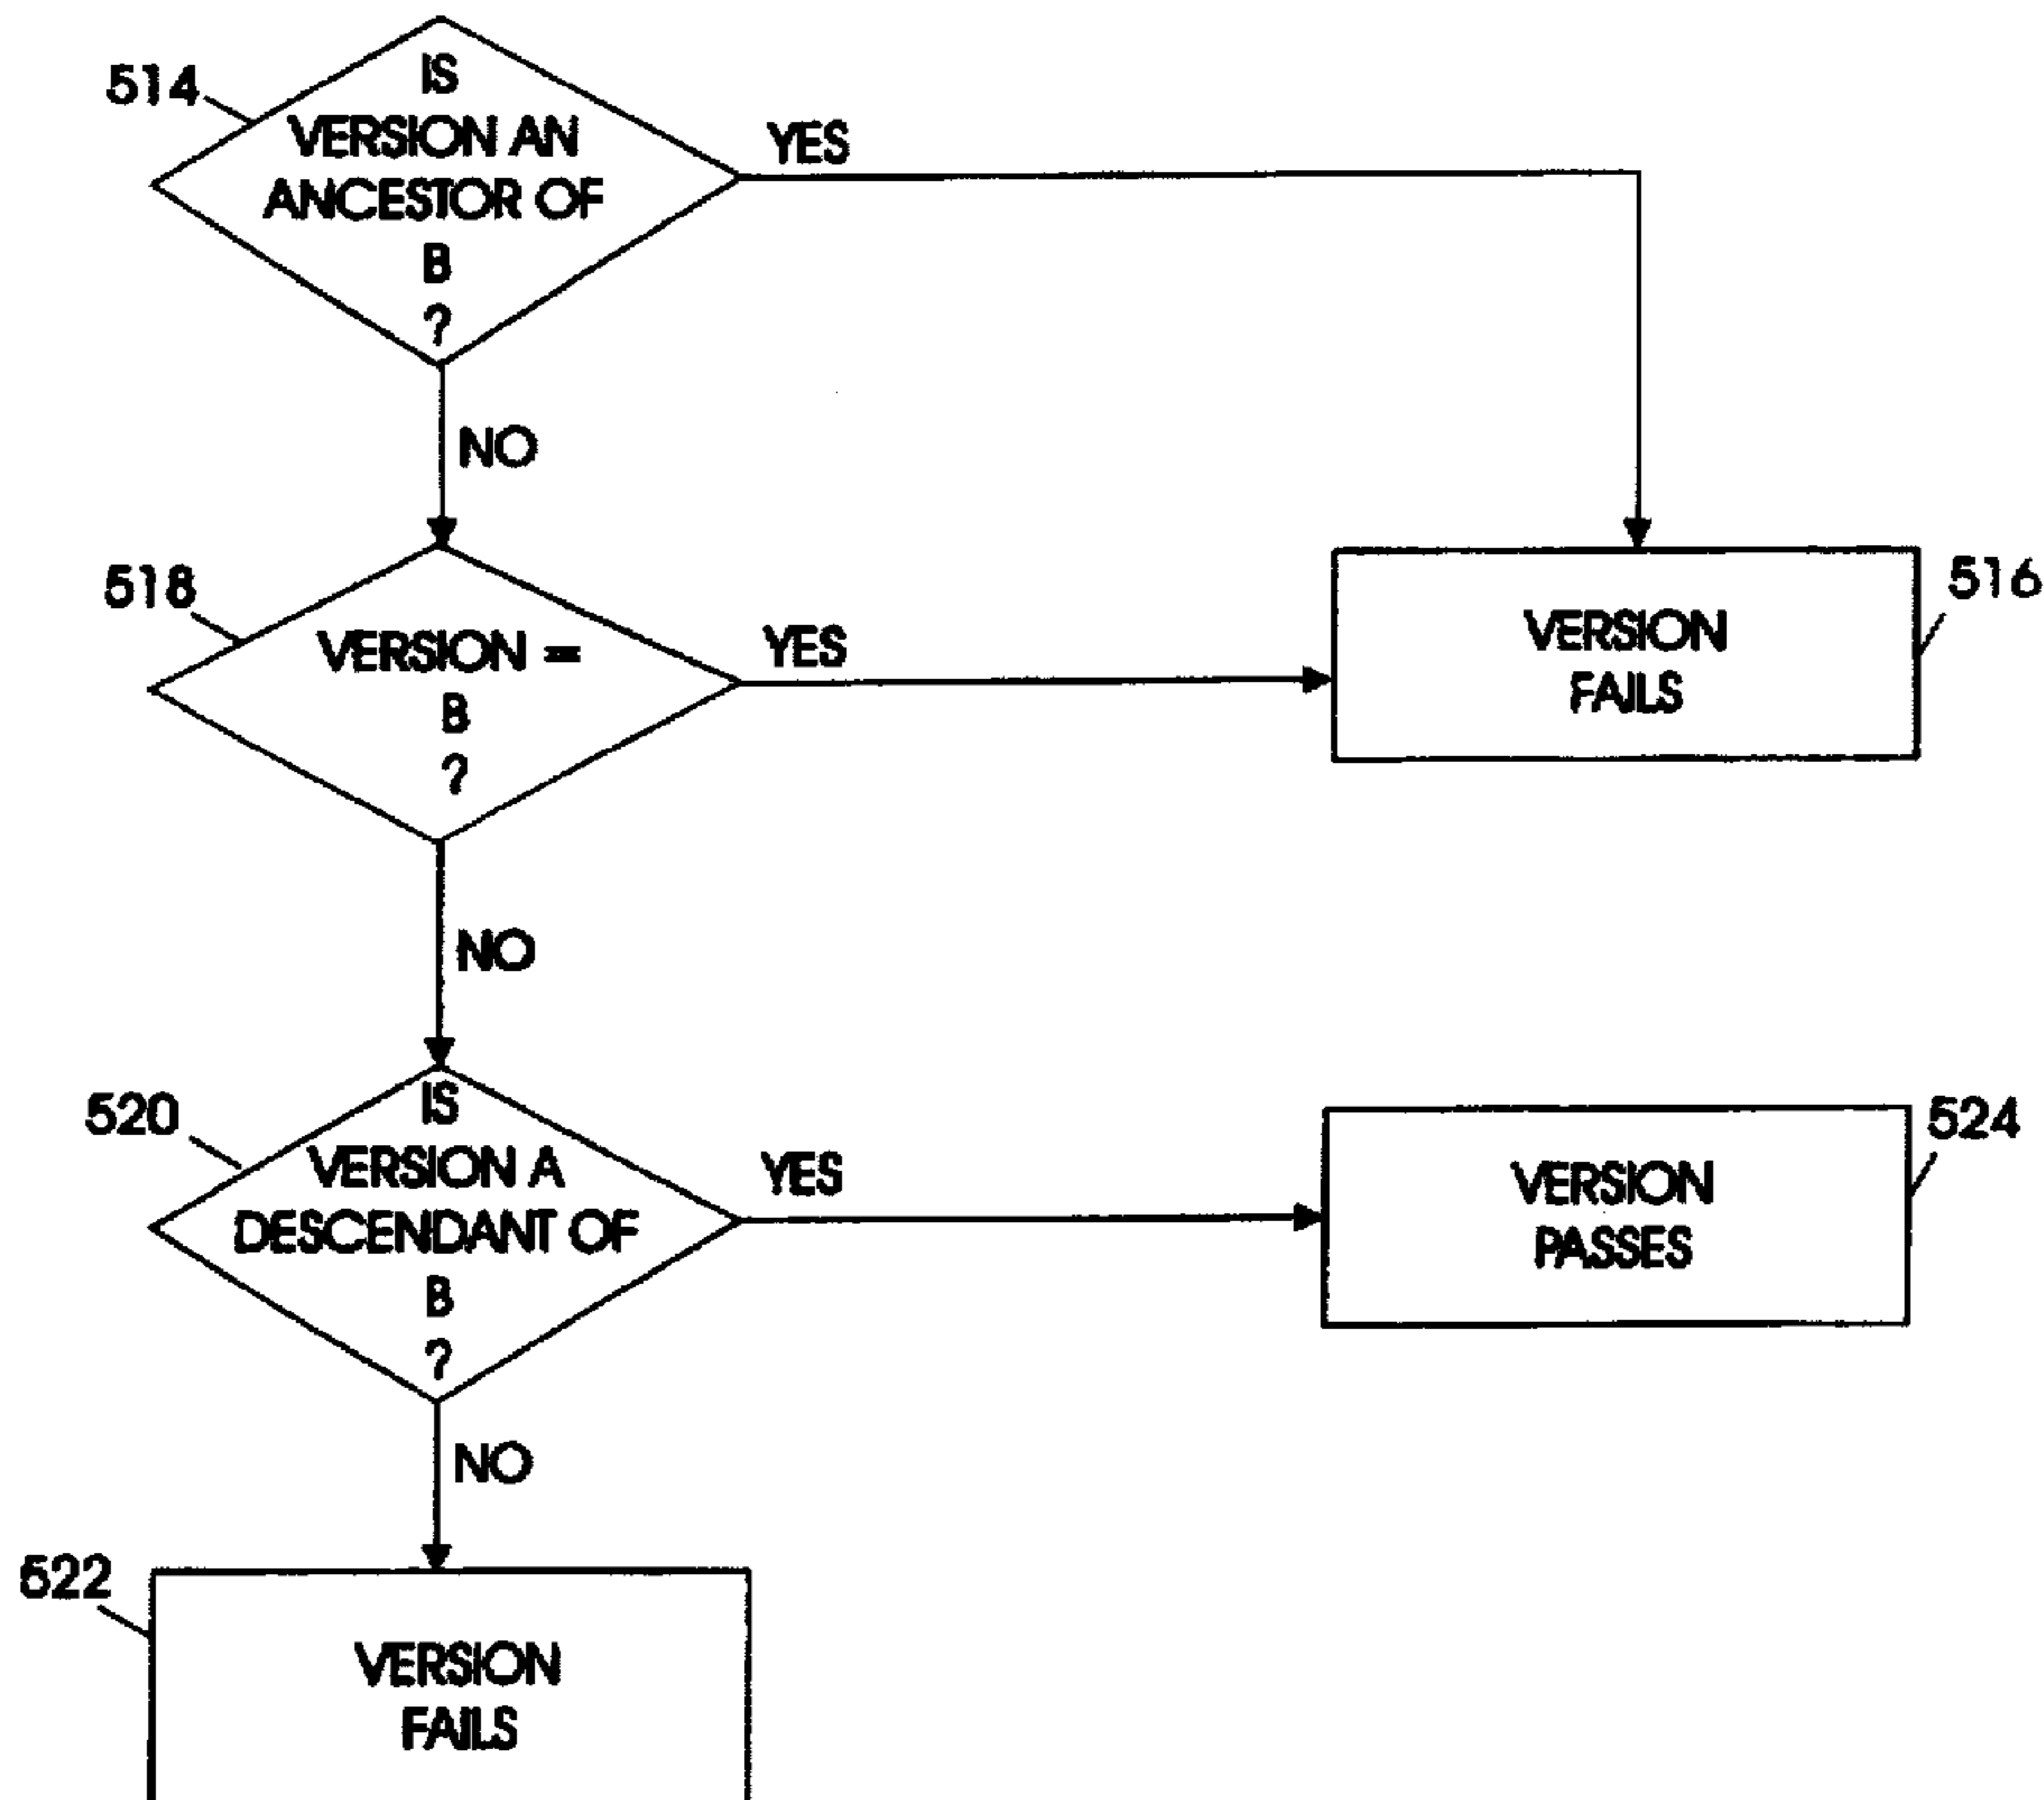 514
IS
VERSION AN
ANCESTOR OF
B
?
YES
NO
518
VERSION =
B
?
YES
516
VERSION
FAILS
NO
520
IS
VERSION A
DESCENDANT OF
B
?
YES
524
VERSION
PASSES
NO
522
VERSION
FAILS